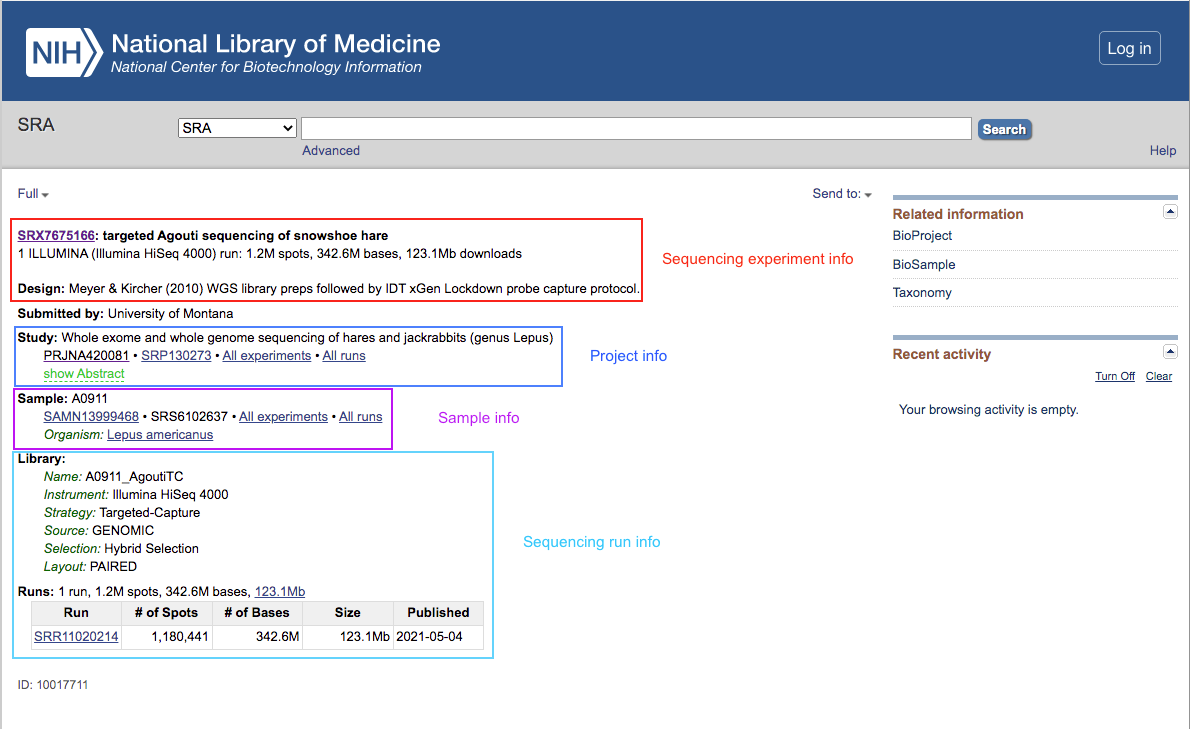 NIH National Library of Medicine
National Center for Biotechnology Information
Log in
SRA
SRA
Search
Advanced
Help
Full
Send to:
SRX7675166: targeted Agouti sequencing of snowshoe hare
1 ILLUMINA (Illumina HiSeq 4000) run: 1.2M spots, 342.6M bases, 123.1Mb downloads
Sequencing experiment info
Design: Meyer & Kircher (2010) WGS library preps followed by IDT xGen Lockdown probe capture protocol.
Submitted by: University of Montana
Study: Whole exome and whole genome sequencing of hares and jackrabbits (genus Lepus)
PRJNA420081 • SRP130273 • All experiments • All runs
show Abstract
Project info
Sample: A0911
SAMN13999468 • SRS6102637 • All experiments • All runs
Organism: Lepus americanus
Sample info
Library:
Name: A0911_AgoutiTC
Instrument: Illumina HiSeq 4000
Strategy: Targeted-Capture
Source: GENOMIC
Selection: Hybrid Selection
Layout: PAIRED
Sequencing run info
Runs: 1 run, 1.2M spots, 342.6M bases, 123.1Mb
Run # of Spots # of Bases Size Published
SRR11020214 1,180,441 342.6M 123.1Mb 2021-05-04
ID: 10017711
Related information
BioProject
BioSample
Taxonomy
Recent activity
Turn Off Clear
Your browsing activity is empty.